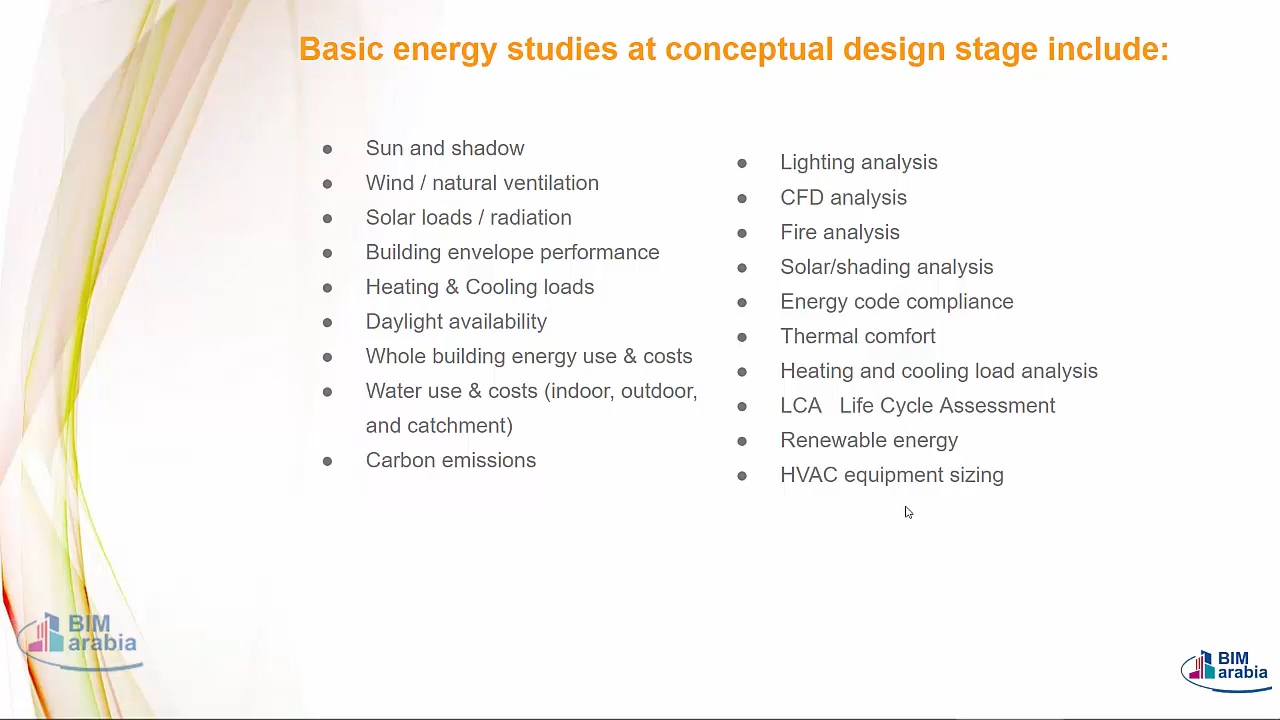 Basic energy studies at conceptual design stage include:
● Sun and shadow
● Wind / natural ventilation
● Solar loads / radiation
● Building envelope performance
● Heating & Cooling loads
● Daylight availability
● Whole building energy use & costs
● Water use & costs (indoor, outdoor,
and catchment)
● Carbon emissions
● Lighting analysis
● CFD analysis
● Fire analysis
● Solar/shading analysis
● Energy code compliance
● Thermal comfort
● Heating and cooling load analysis
● LCA Life Cycle Assessment
● Renewable energy
● HVAC equipment sizing
BIM
arabia
BIM
arabia